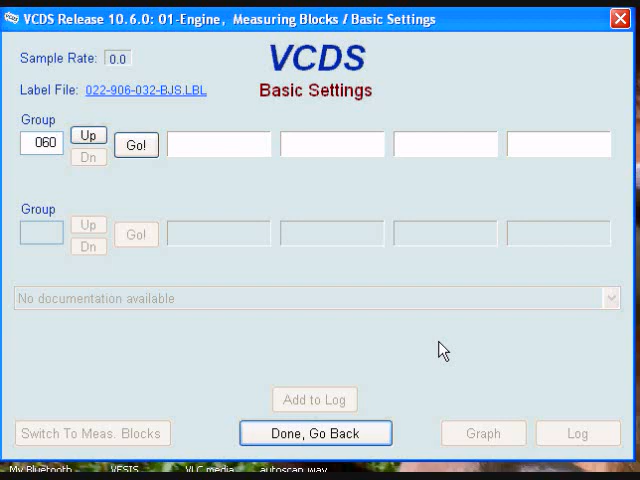 VCDS Release 10.6.0: 01-Engine, Measuring Blocks / Basic Settings
Sample Rate: 0.0
VCDS
Label File: 022-906-032-BJS.LBL
Basic Settings
Group
060 Up Go!
Dn
Group
Up Go!
Dn
No documentation available
Add to Log
Switch To Meas. Blocks Done, Go Back Graph Log
My Bluetooth VESIS VLC media autoscan.wav